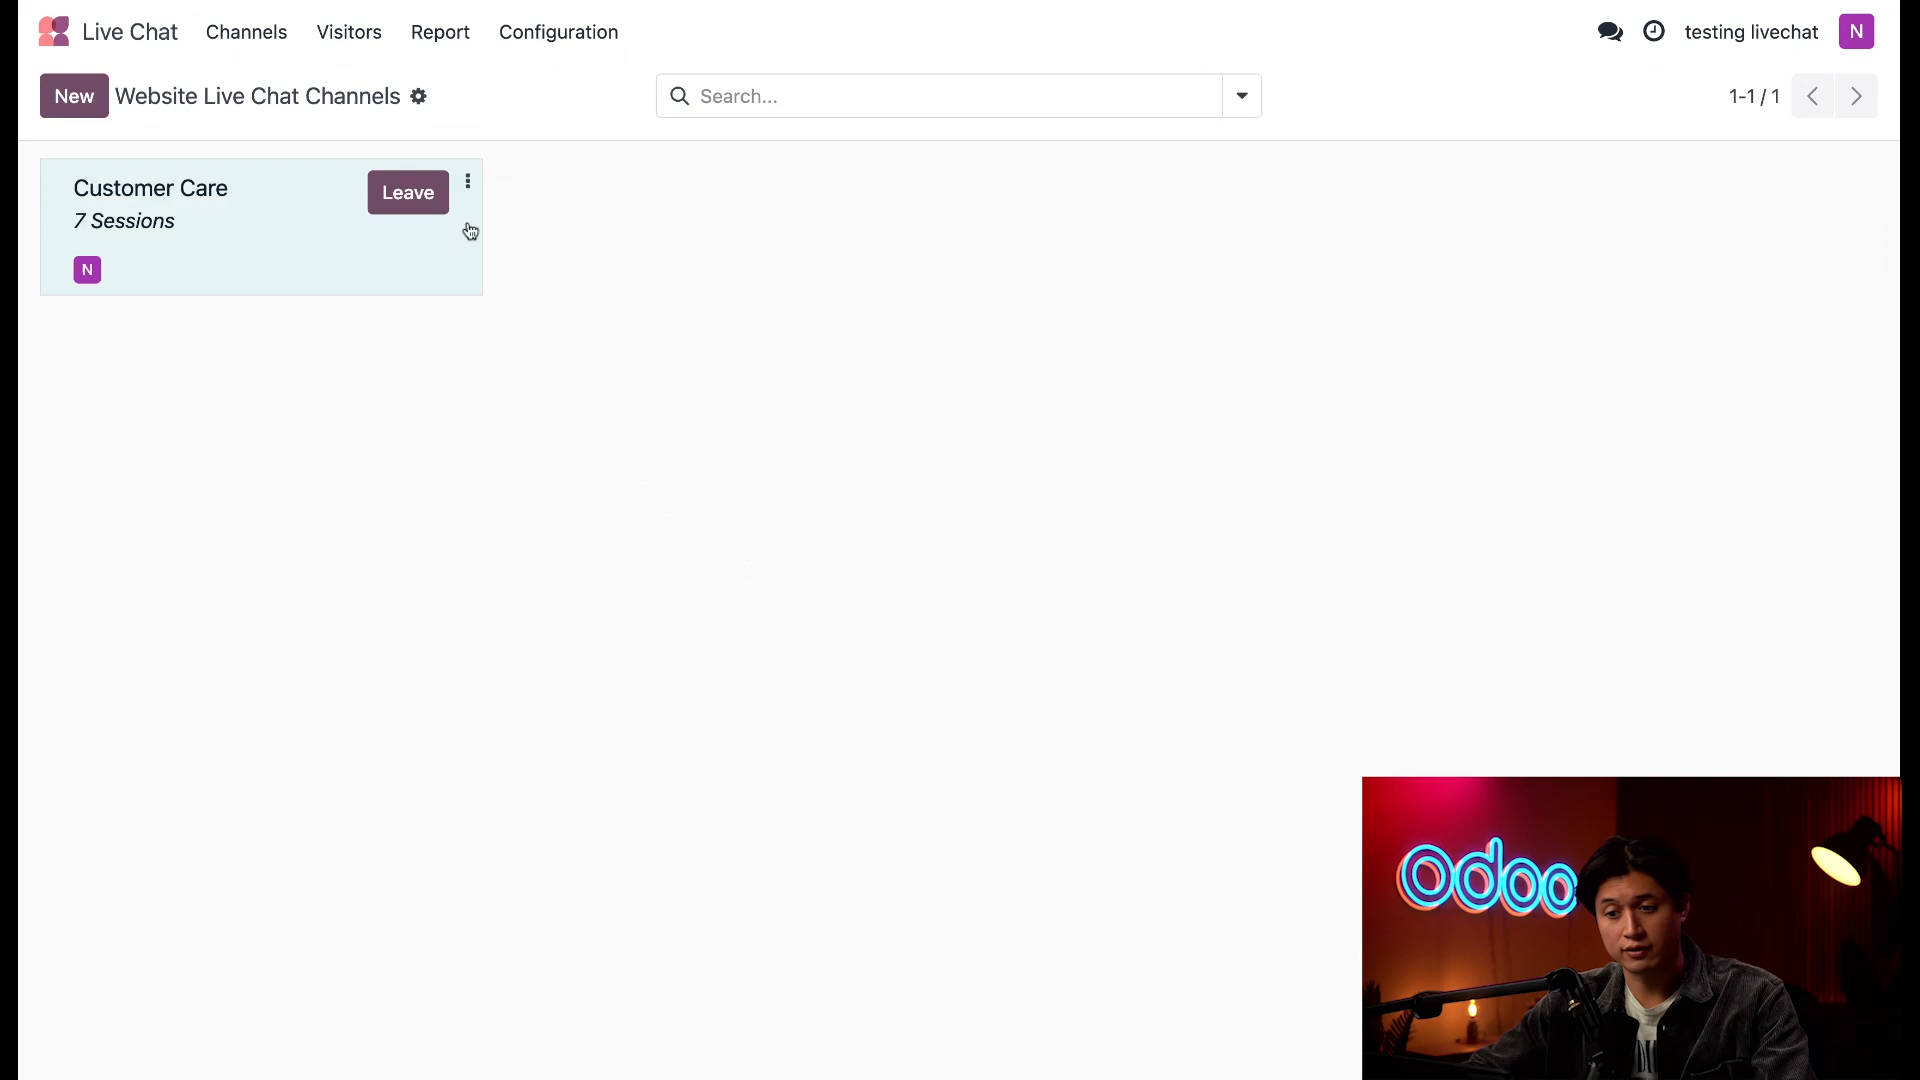 Live Chat Channels Visitors Report Configuration testing livechat N
New Website Live Chat Channels Search... 1-1 / 1
Customer Care Leave
7 Sessions
N
odoo